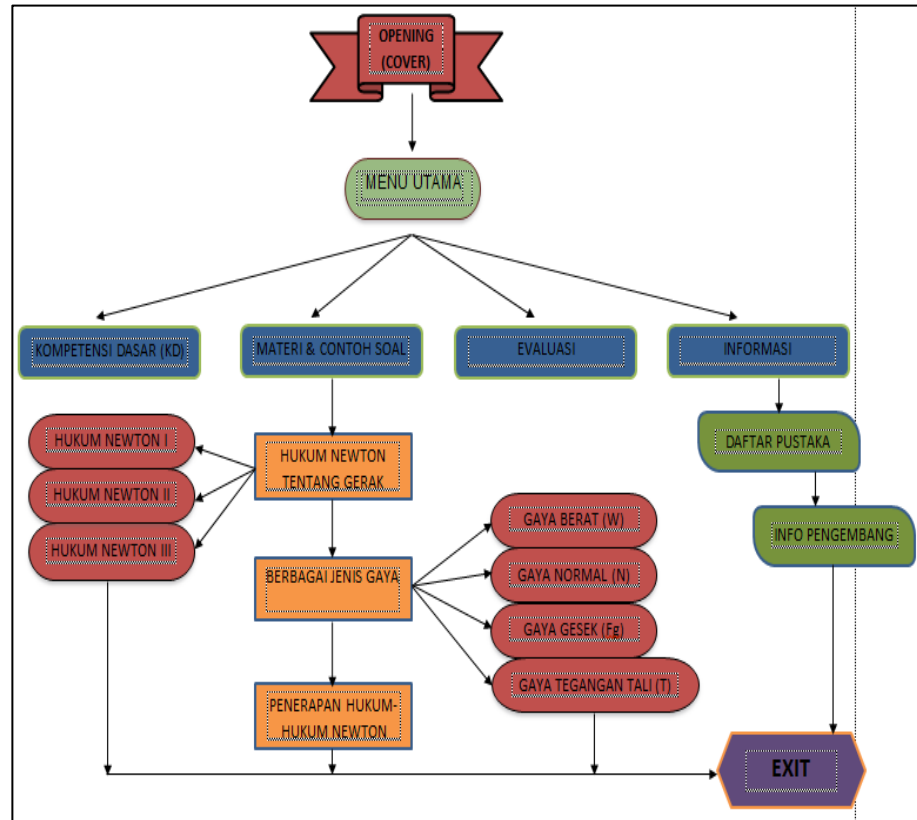 OPENING
(COVER)
MENU UTAMA
KOMPETENSI DASAR (KD)
MATERI & CONTOH SOAL
EVALUASI
INFORMASI
HUKUM NEWTON I
HUKUM NEWTON II
HUKUM NEWTON III
HUKUM NEWTON
TENTANG GERAK
BERBAGAI JENIS GAYA
PENERAPAN HUKUM-
HUKUM NEWTON
GAYA BERAT (W)
GAYA NORMAL (N)
GAYA GESEK (Fg)
GAYA TEGANGAN TALI (T)
DAFTAR PUSTAKA
INFO PENGEMBANG
EXIT